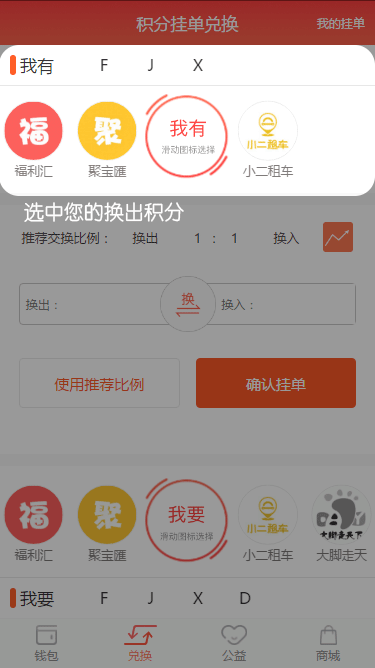 积分挂单兑换 我的挂单
我有 F J X
福 聚 我有 小二租车
滑动图标选择
福利汇 聚宝匯 小二租车
选中您的换出积分
推荐交换比例： 换出 1 : 1 换入
换出： 换 换入：
使用推荐比例 确认挂单
福 聚 我要 小二租车
滑动图标选择 大脚走天下
福利汇 聚宝匯 小二租车 大脚走天
我要 F J X D
钱包 兑换 公益 商城